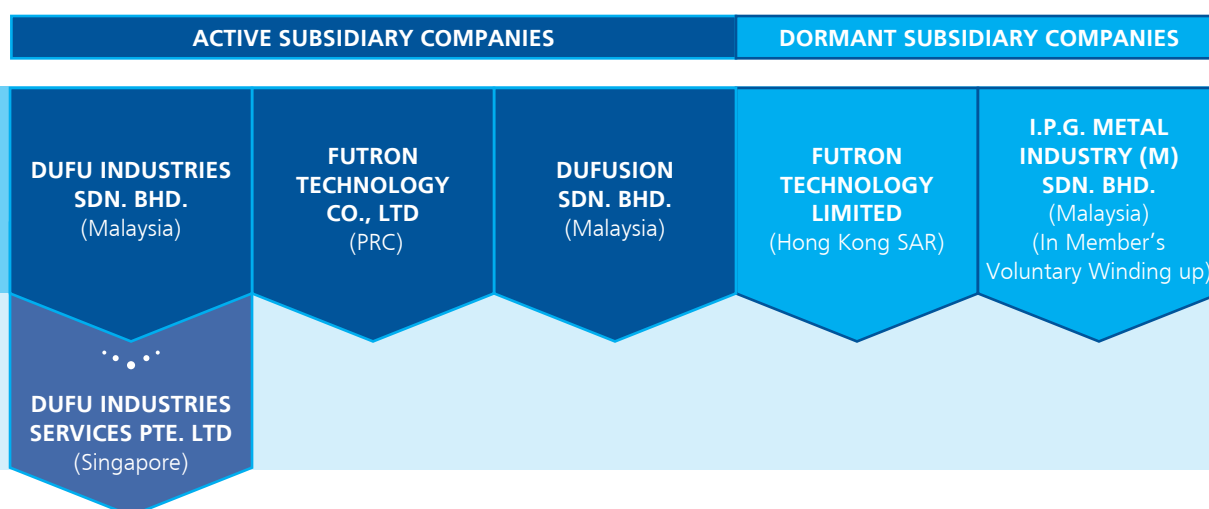 ACTIVE SUBSIDIARY COMPANIES
DORMANT SUBSIDIARY COMPANIES
DUFU INDUSTRIES
SDN. BHD.
(Malaysia)
FUTRON
TECHNOLOGY
CO., LTD
(PRC)
DUFUSION
SDN. BHD.
(Malaysia)
FUTRON
TECHNOLOGY
LIMITED
(Hong Kong SAR)
I.P.G. METAL
INDUSTRY (M)
SDN. BHD.
(Malaysia)
(In Member’s
Voluntary Winding up)
DUFU INDUSTRIES
SERVICES PTE. LTD
(Singapore)